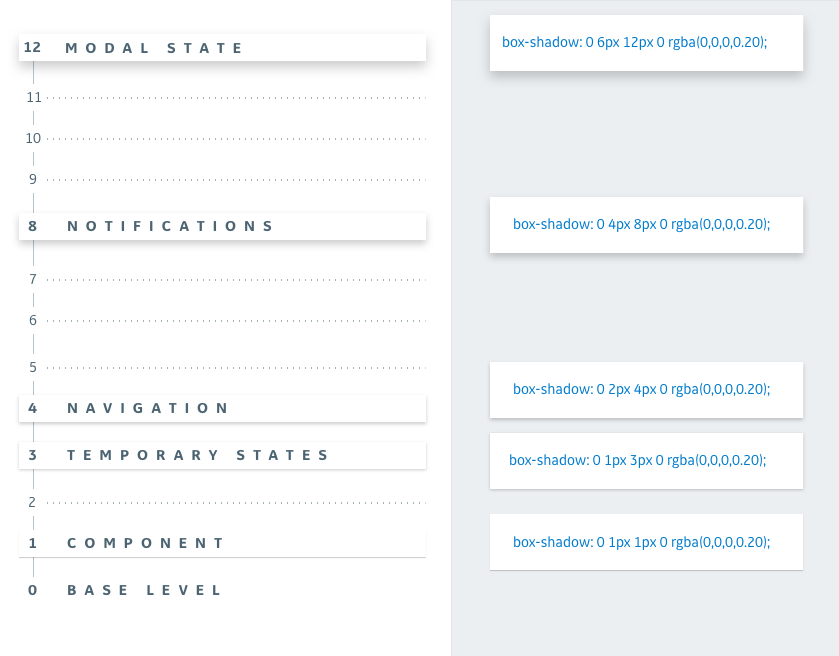 12 MODAL STATE
box-shadow: 0 6px 12px 0 rgba(0,0,0,0.20);
11
10
9
8 NOTIFICATIONS
box-shadow: 0 4px 8px 0 rgba(0,0,0,0.20);
7
6
5
4 NAVIGATION
box-shadow: 0 2px 4px 0 rgba(0,0,0,0.20);
3 TEMPORARY STATES
box-shadow: 0 1px 3px 0 rgba(0,0,0,0.20);
2
1 COMPONENT
box-shadow: 0 1px 1px 0 rgba(0,0,0,0.20);
0 BASE LEVEL